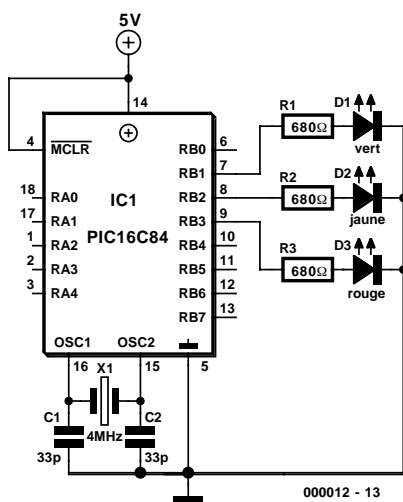 5V
14
4
MCLR
RB0
6
RB1
7
18
RA0
IC1
RB2
8
17
RA1
RB3
9
1
RA2
PIC16C84
RB4
10
2
RA3
RB5
11
3
RA4
RB6
12
RB7
13
OSC1
OSC2
16
X1
15
5
C1
C2
4MHz
33p
33p
R1
D1
680Ω
vert
R2
D2
680Ω
jaune
R3
D3
680Ω
rouge
000012 - 13